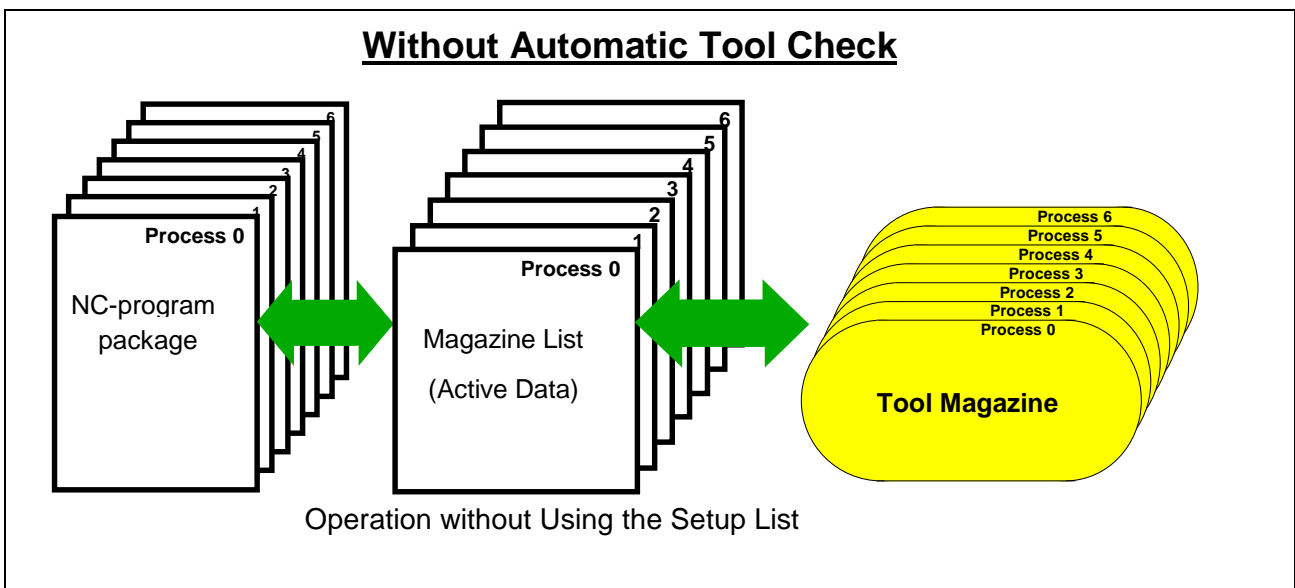 Without Automatic Tool Check
6
5
4
3
2
1
Process 0
NC-program
package
6
5
4
3
2
1
Process 0
Magazine List
(Active Data)
Process 6
Process 5
Process 4
Process 3
Process 2
Process 1
Process 0
Tool Magazine
Operation without Using the Setup List